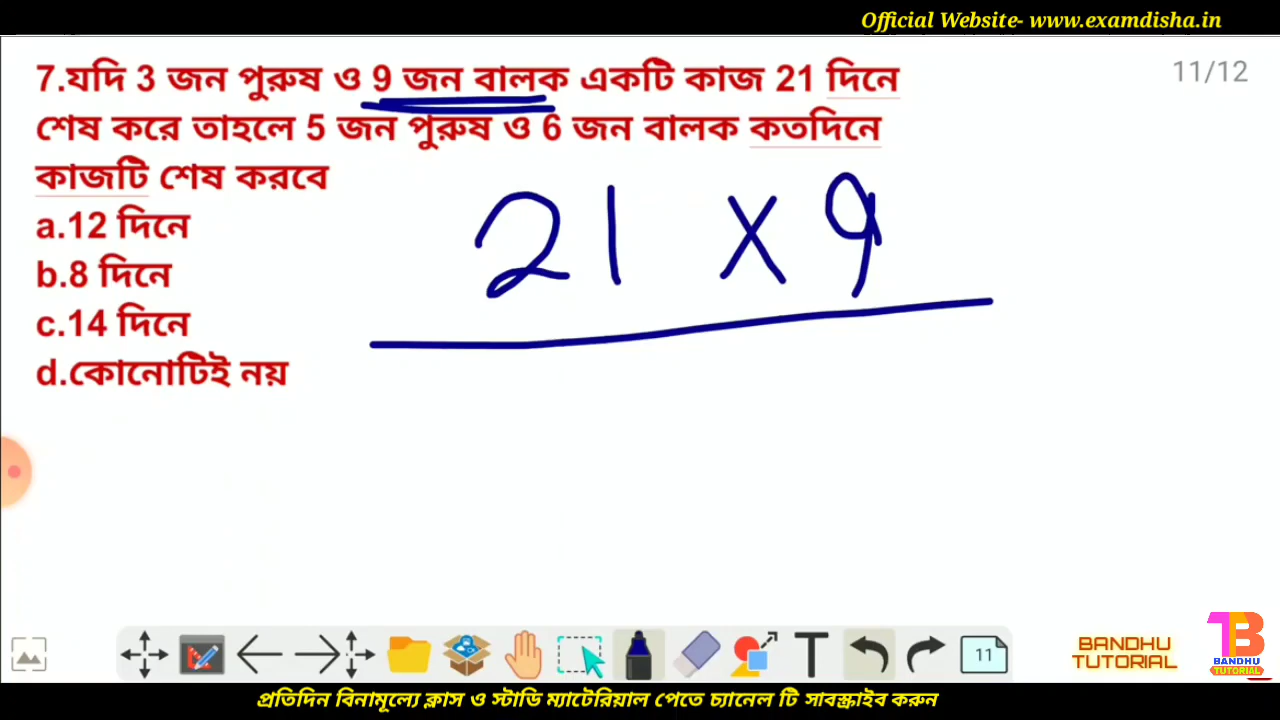 Official Website- www.examdisha.in
7.যদি 3 জন পুরুষ ও 9 জন বালক একটি কাজ 21 দিনে
শেষ করে তাহলে 5 জন পুরুষ ও 6 জন বালক কতদিনে
কাজটি শেষ করবে
a.12 দিনে
b.8 দিনে
c.14 দিনে
d.কোনোটিই নয়
11/12
21 X 9
T
11
BANDHU
TUTORIAL
TB
BANDHU
TUTORIAL
প্রতিদিন বিনামূল্যে ক্লাস ও স্টাডি ম্যাটেরিয়াল পেতে চ্যানেল টি সাবস্ক্রাইব করুন